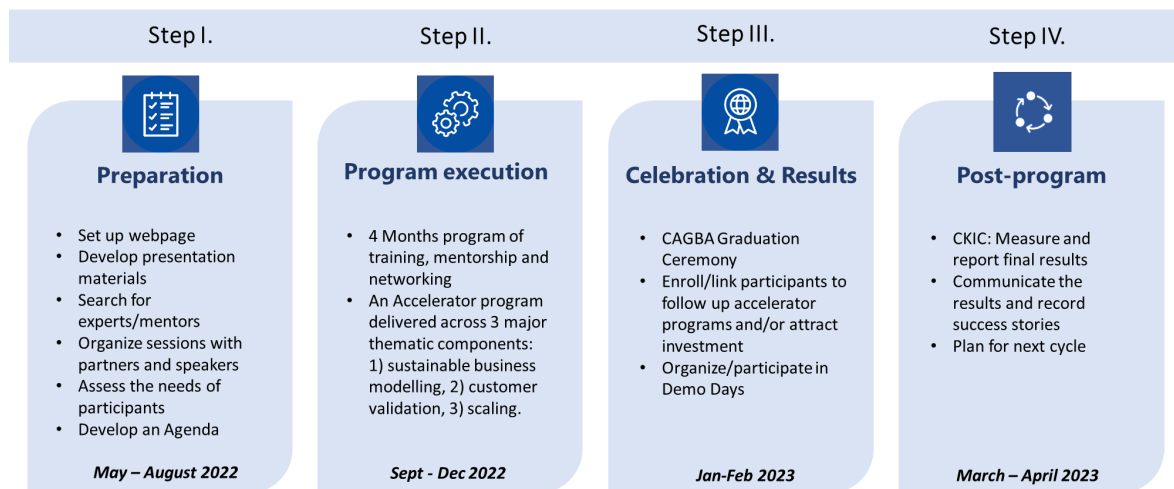 Step I.
Step II.
Step III.
Step IV.
Preparation
• Set up webpage
• Develop presentation
materials
• Search for
experts/mentors
• Organize sessions with
partners and speakers
• Assess the needs of
participants
• Develop an Agenda
May – August 2022
Program execution
• 4 Months program of
training, mentorship and
networking
• An Accelerator program
delivered across 3 major
thematic components:
1) sustainable business
modelling, 2) customer
validation, 3) scaling.
Sept - Dec 2022
Celebration & Results
• CAGBA Graduation
Ceremony
• Enroll/link participants to
follow up accelerator
programs and/or attract
investment
• Organize/participate in
Demo Days
Jan-Feb 2023
Post-program
• CKIC: Measure and
report final results
• Communicate the
results and record
success stories
• Plan for next cycle
March – April 2023